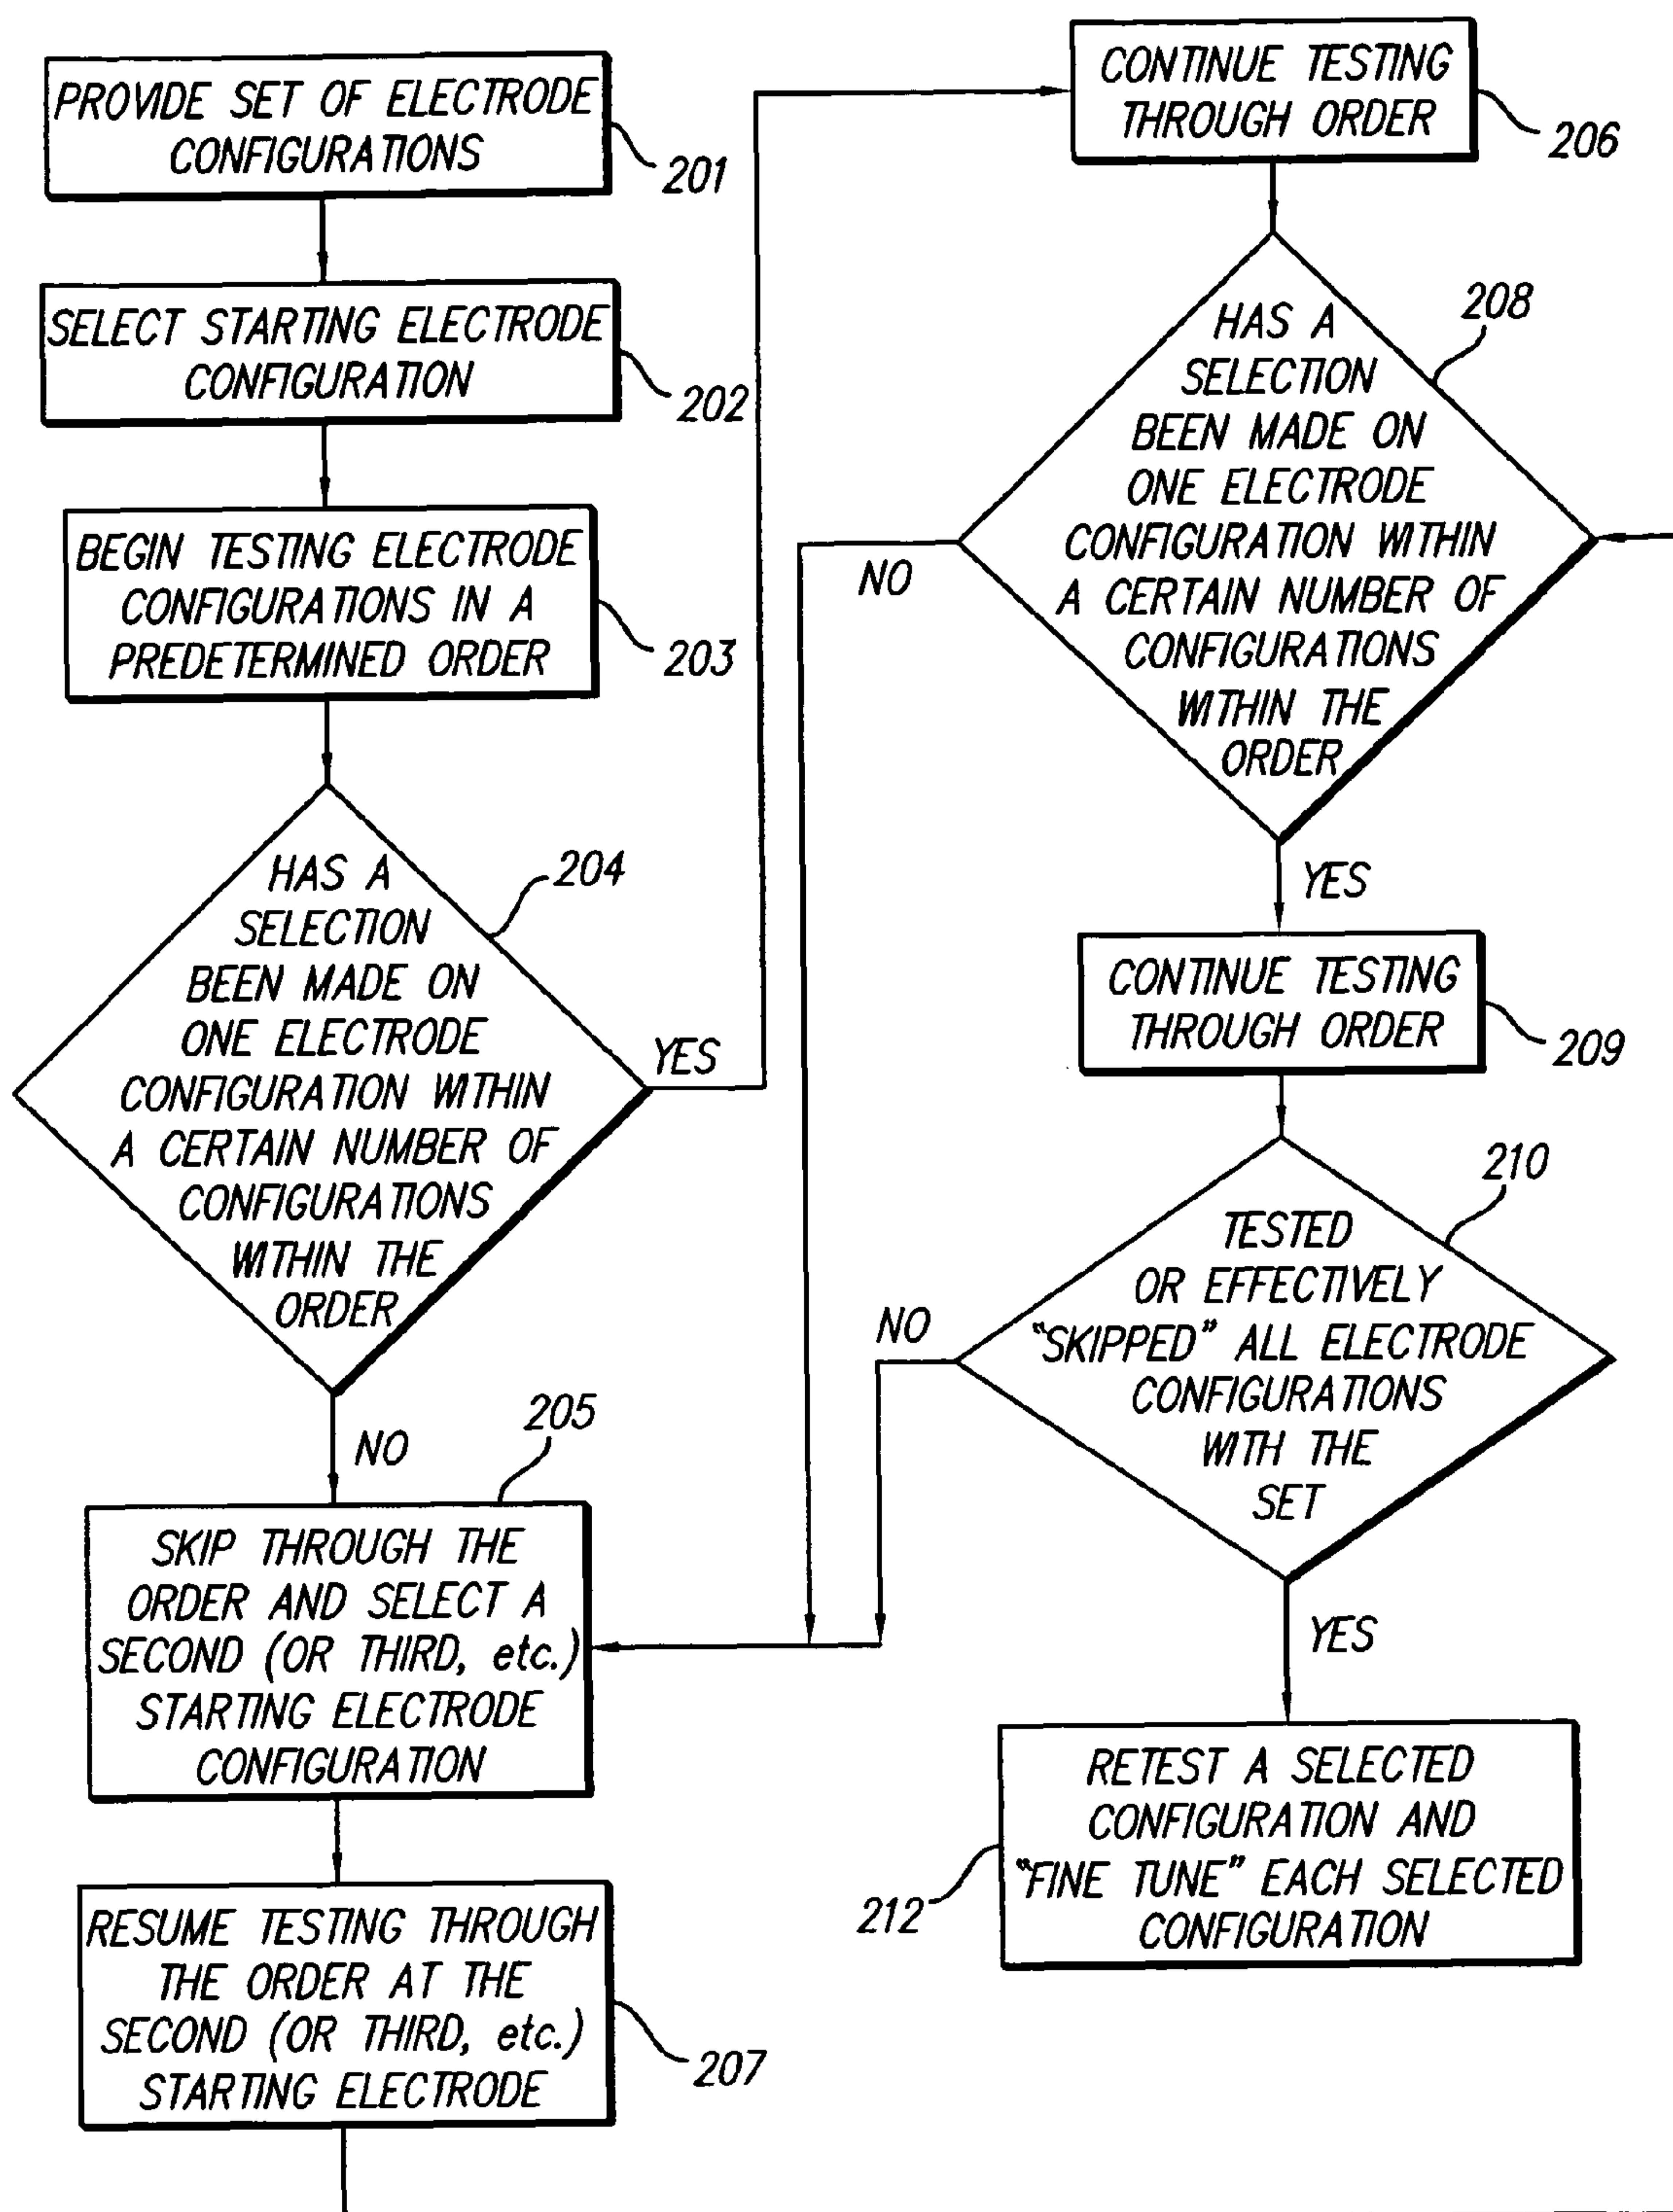 PROVIDE SET OF ELECTRODE
CONFIGURATIONS
201
SELECT STARTING ELECTRODE
CONFIGURATION
202
BEGIN TESTING ELECTRODE
CONFIGURATIONS IN A
PREDETERMINED ORDER
203
HAS A
SELECTION
BEEN MADE ON
ONE ELECTRODE
CONFIGURATION WITHIN
A CERTAIN NUMBER OF
CONFIGURATIONS
WITHIN THE
ORDER
204
YES
NO
205
SKIP THROUGH THE
ORDER AND SELECT A
SECOND (OR THIRD, etc.)
STARTING ELECTRODE
CONFIGURATION
RESUME TESTING THROUGH
THE ORDER AT THE
SECOND (OR THIRD, etc.)
STARTING ELECTRODE
207
CONTINUE TESTING
THROUGH ORDER
206
HAS A
SELECTION
BEEN MADE ON
ONE ELECTRODE
CONFIGURATION WITHIN
A CERTAIN NUMBER OF
CONFIGURATIONS
WITHIN THE
ORDER
208
NO
YES
CONTINUE TESTING
THROUGH ORDER
209
TESTED
OR EFFECTIVELY
“SKIPPED” ALL ELECTRODE
CONFIGURATIONS
WITH THE
SET
210
NO
YES
RETEST A SELECTED
CONFIGURATION AND
“FINE TUNE” EACH SELECTED
CONFIGURATION
212